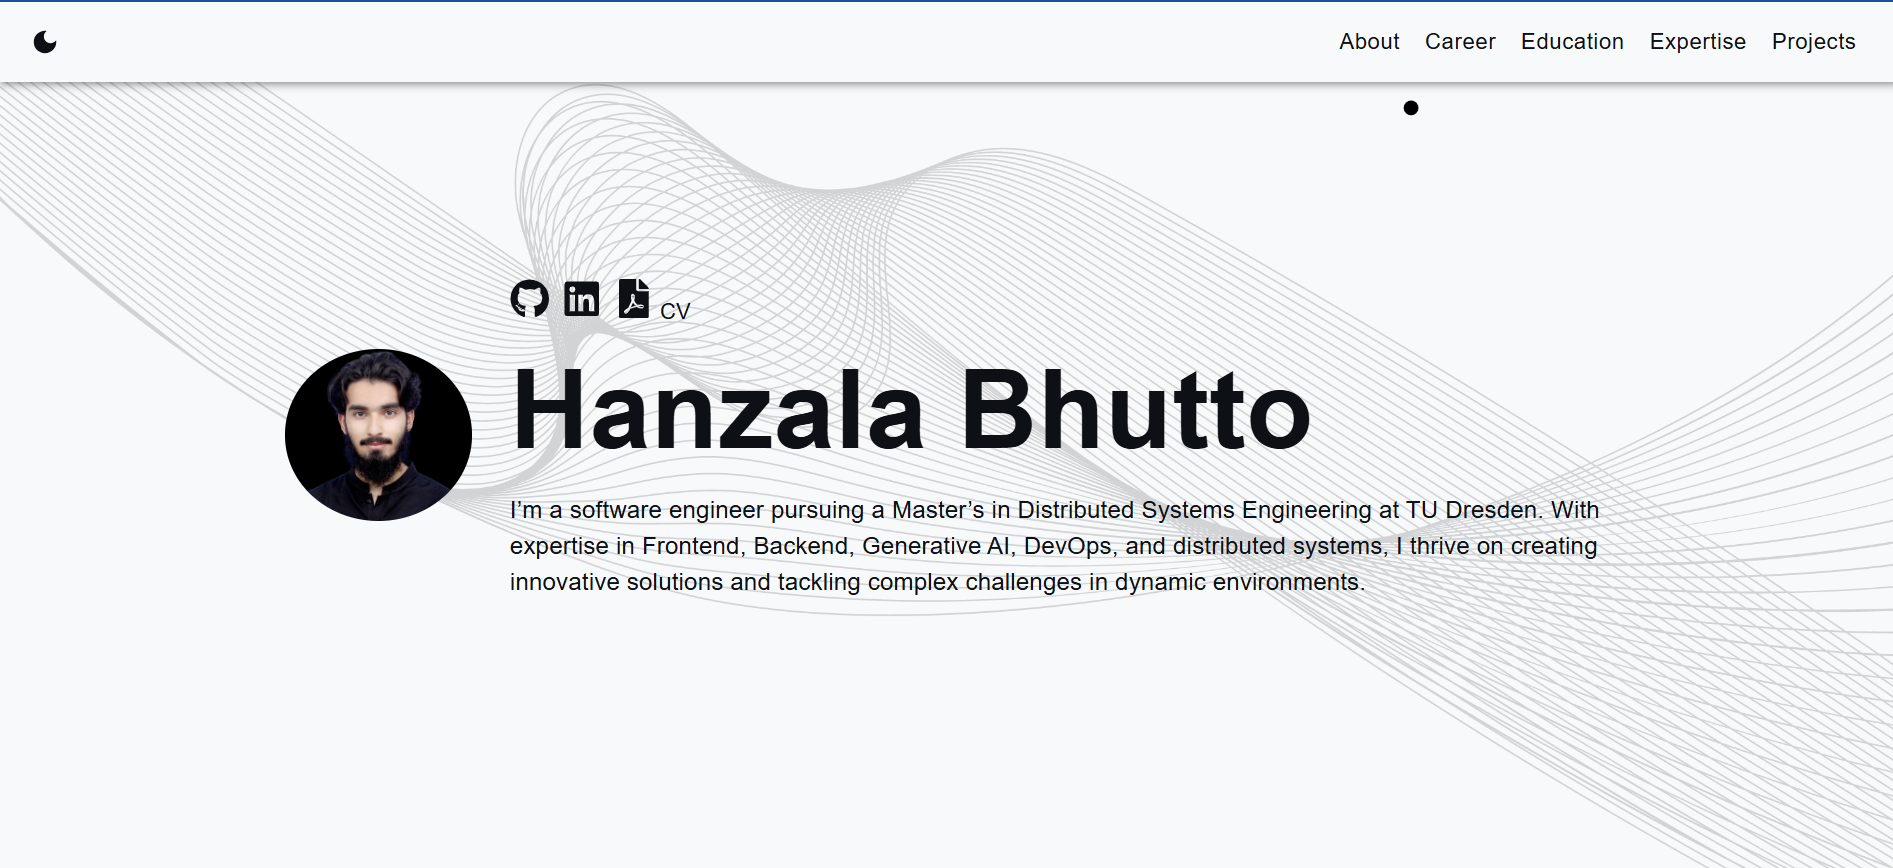 About Career Education Expertise Projects
in CV
Hanzala Bhutto
I’m a software engineer pursuing a Master’s in Distributed Systems Engineering at TU Dresden. With
expertise in Frontend, Backend, Generative AI, DevOps, and distributed systems, I thrive on creating
innovative solutions and tackling complex challenges in dynamic environments.